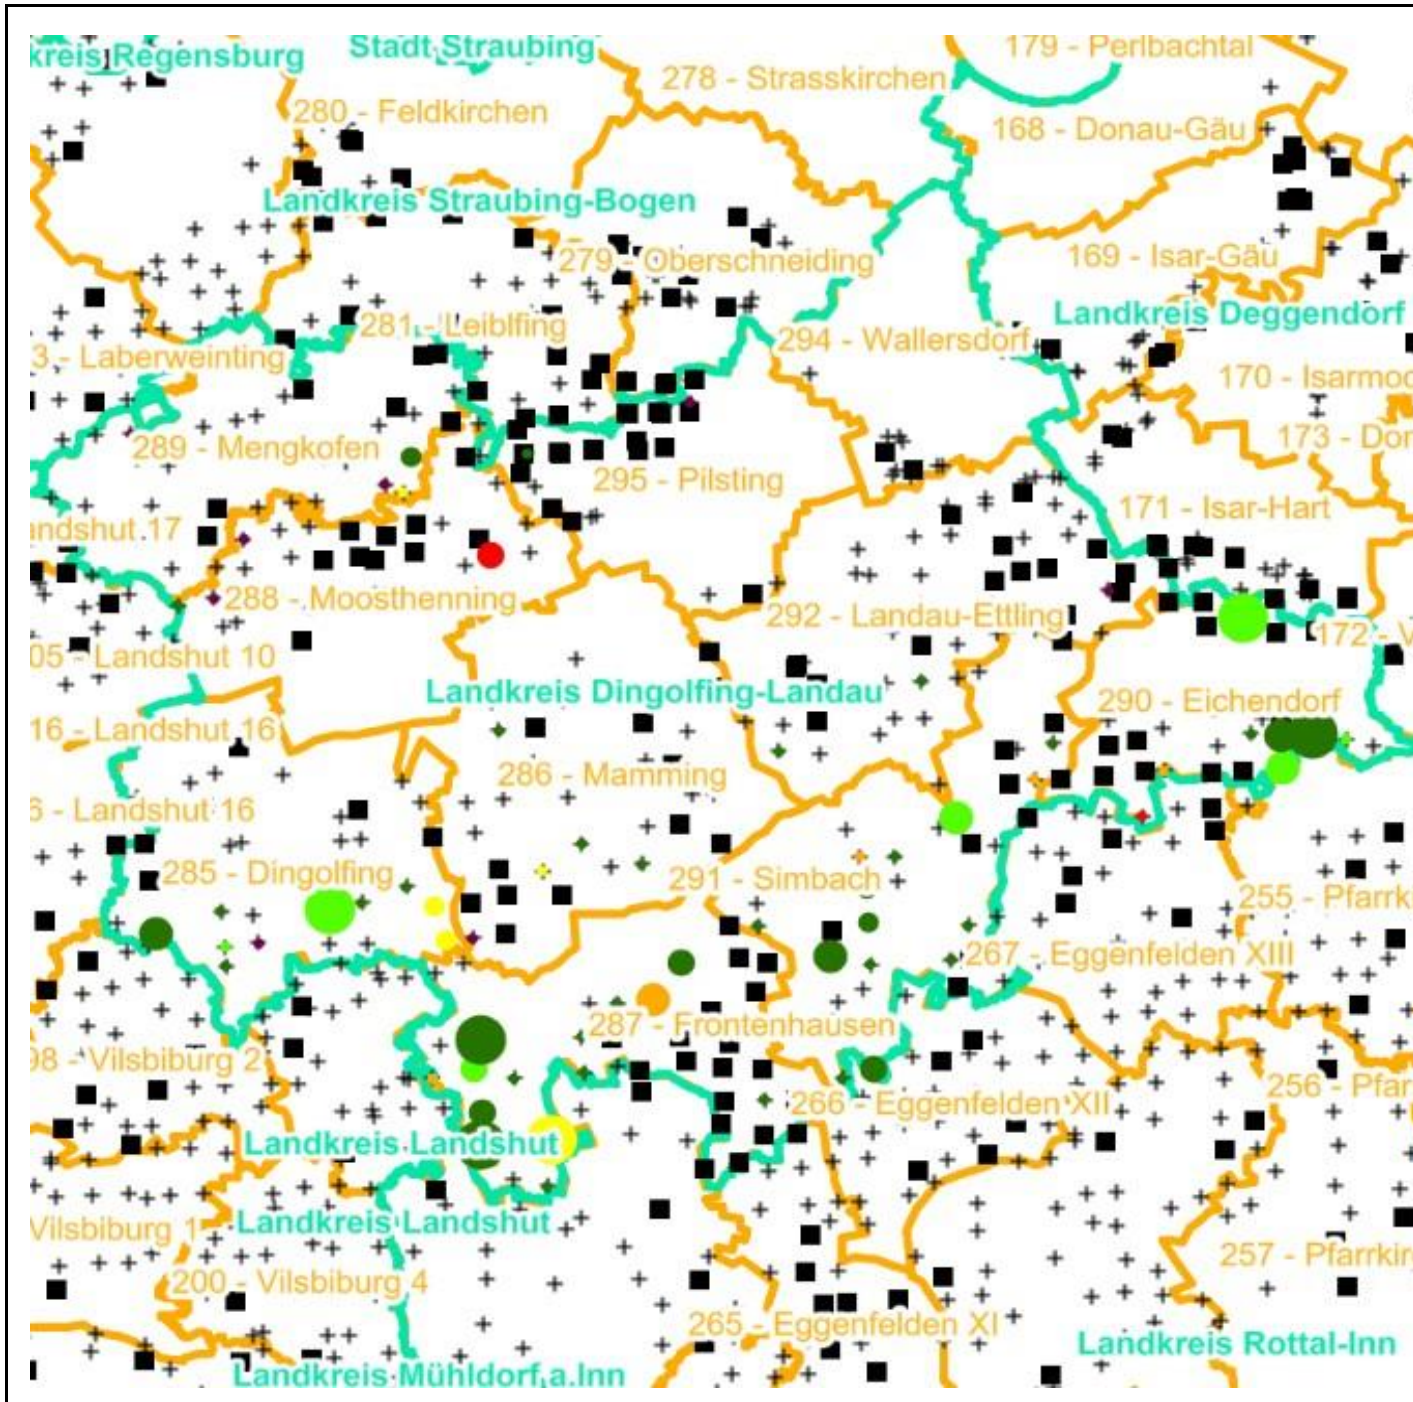 kreis Regensburg
Stadt Straubing
179 - Perlbachtal
278 - Strasskirchen
280 - Feldkirchen
168 - Donau-Gäu
Landkreis Straubing-Bogen
279 - Oberschneiding
169 - Isar-Gäu
Landkreis Deggendorf
281 - Leiblfing
294 - Wallersdorf
3 - Laberweinting
170 - Isarmoo
289 - Mengkofen
173 - Dor
295 - Pilsting
171 - Isar-Hart
andshut 17
288 - Moosthenning
292 - Landau-Ettling
172 - V
05 - Landshut 10
Landkreis Dingolfing-Landau
290 - Eichendorf
16 - Landshut 16
286 - Mamming
6 - Landshut 16
285 - Dingolfing
291 - Simbach
255 - Pfarrk
267 - Eggenfelden XIII
287 - Frontenhausen
98 - Vilsbiburg 2
256 - Pfar
266 - Eggenfelden XII
Landkreis Landshut
Landkreis Landshut
Vilsbiburg 1
257 - Pfarrkir
200 - Vilsbiburg 4
265 - Eggenfelden XI
Landkreis Rottal-Inn
Landkreis Mühldorf a.Inn